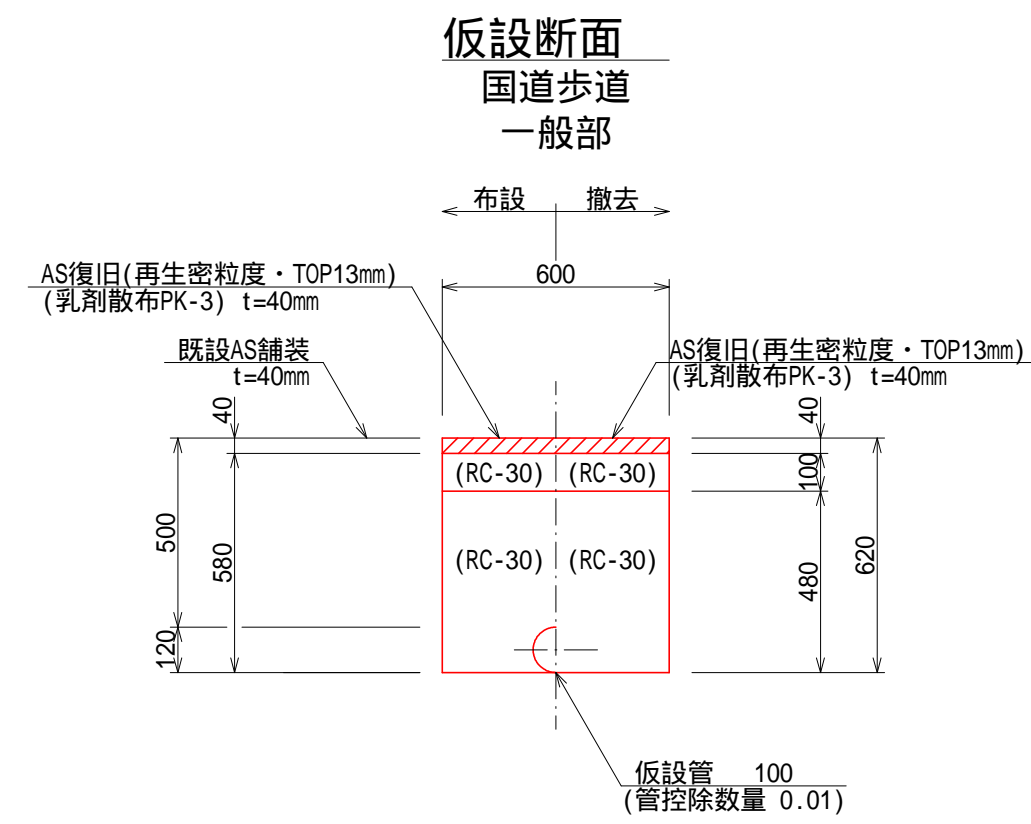 仮設断面
国道歩道
一般部
布設
撤去
600
AS復旧(再生密粒度・TOP13mm)
(乳剤散布PK-3) t=40mm
既設AS舗装
t=40mm
AS復旧(再生密粒度・TOP13mm)
(乳剤散布PK-3) t=40mm
40
40
100
(RC-30)
(RC-30)
500
580
(RC-30)
(RC-30)
480
620
120
仮設管 100
(管控除数量 0.01)